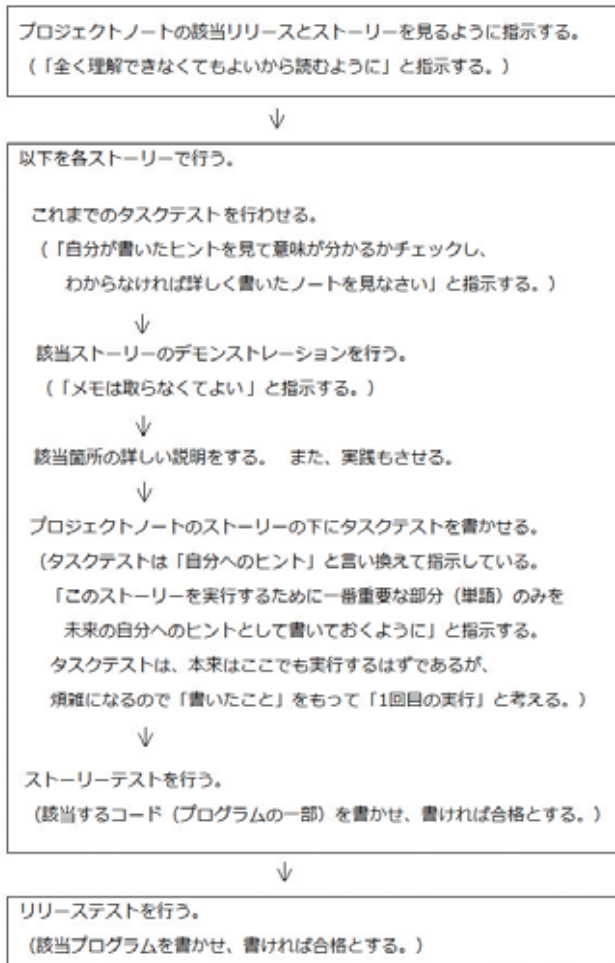 プロジェクトノートの該当リリースとストーリーを見るように指示する。
(「全く理解できなくてもよいから読むように」と指示する。)
↓
以下を各ストーリーで行う。
これまでのタスクテストを行わせる。
(「自分が書いたヒントを見て意味が分かるかチェックし、
わからなければ詳しく書いたノートを見なさい」と指示する。)
↓
該当ストーリーのデモンストレーションを行う。
(「メモは取らなくてよい」と指示する。)
↓
該当箇所の詳しい説明をする。 また、実践もさせる。
↓
プロジェクトノートのストーリーの下にタスクテストを書かせる。
(タスクテストは「自分へのヒント」と言い換えて指示している。
「このストーリーを実行するために一番重要な部分(単語)のみを
未来の自分へのヒントとして書いておくように」と指示する。
タスクテストは、本来はここでも実行するはずであるが、
煩雑になるので「書いたこと」をもって「1回目の実行」と考える。)
↓
ストーリーテストを行う。
(該当するコード(プログラムの一部)を書かせ、書ければ合格とする。)
↓
リリーステストを行う。
(該当プログラムを書かせ、書ければ合格とする。)